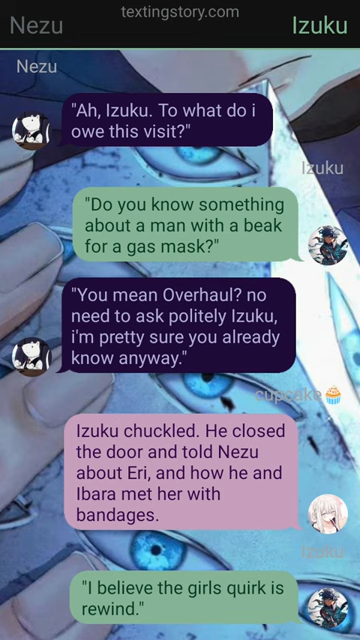 textingstory.com
Nezu
Izuku
Nezu
"Ah, Izuku. To what do i
owe this visit?"
Izuku
"Do you know something
about a man with a beak
for a gas mask?"
"You mean Overhaul? no
need to ask politely Izuku,
i'm pretty sure you already
know anyway."
cupcake🧁
Izuku chuckled. He closed
the door and told Nezu
about Eri, and how he and
Ibara met her with
bandages.
Izuku
"I believe the girls quirk is
rewind."